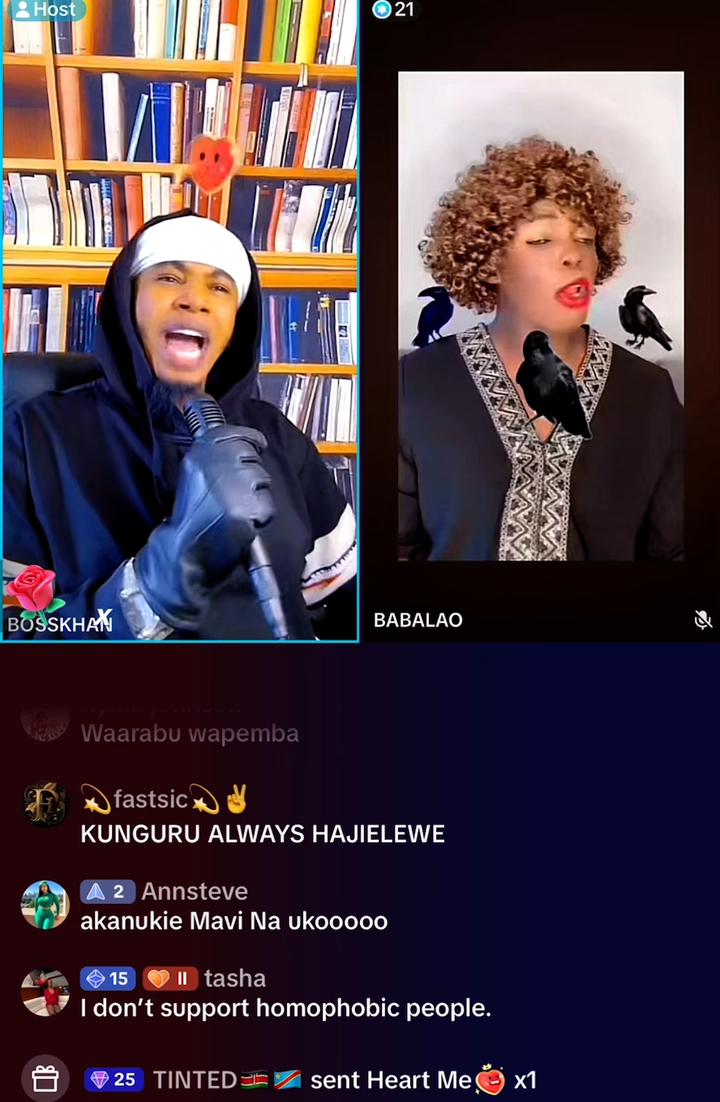 Host
21
BOSSKHAN
X
BABALAO
Waarabu wapemba
💫fastsic💫✌️
KUNGURU ALWAYS HAJIELEWE
2 Annsteve
akanukie Mavi Na ukooooo
15 II tasha
I don’t support homophobic people.
25 TINTED🇰🇪🇨🇩 sent Heart Me x1